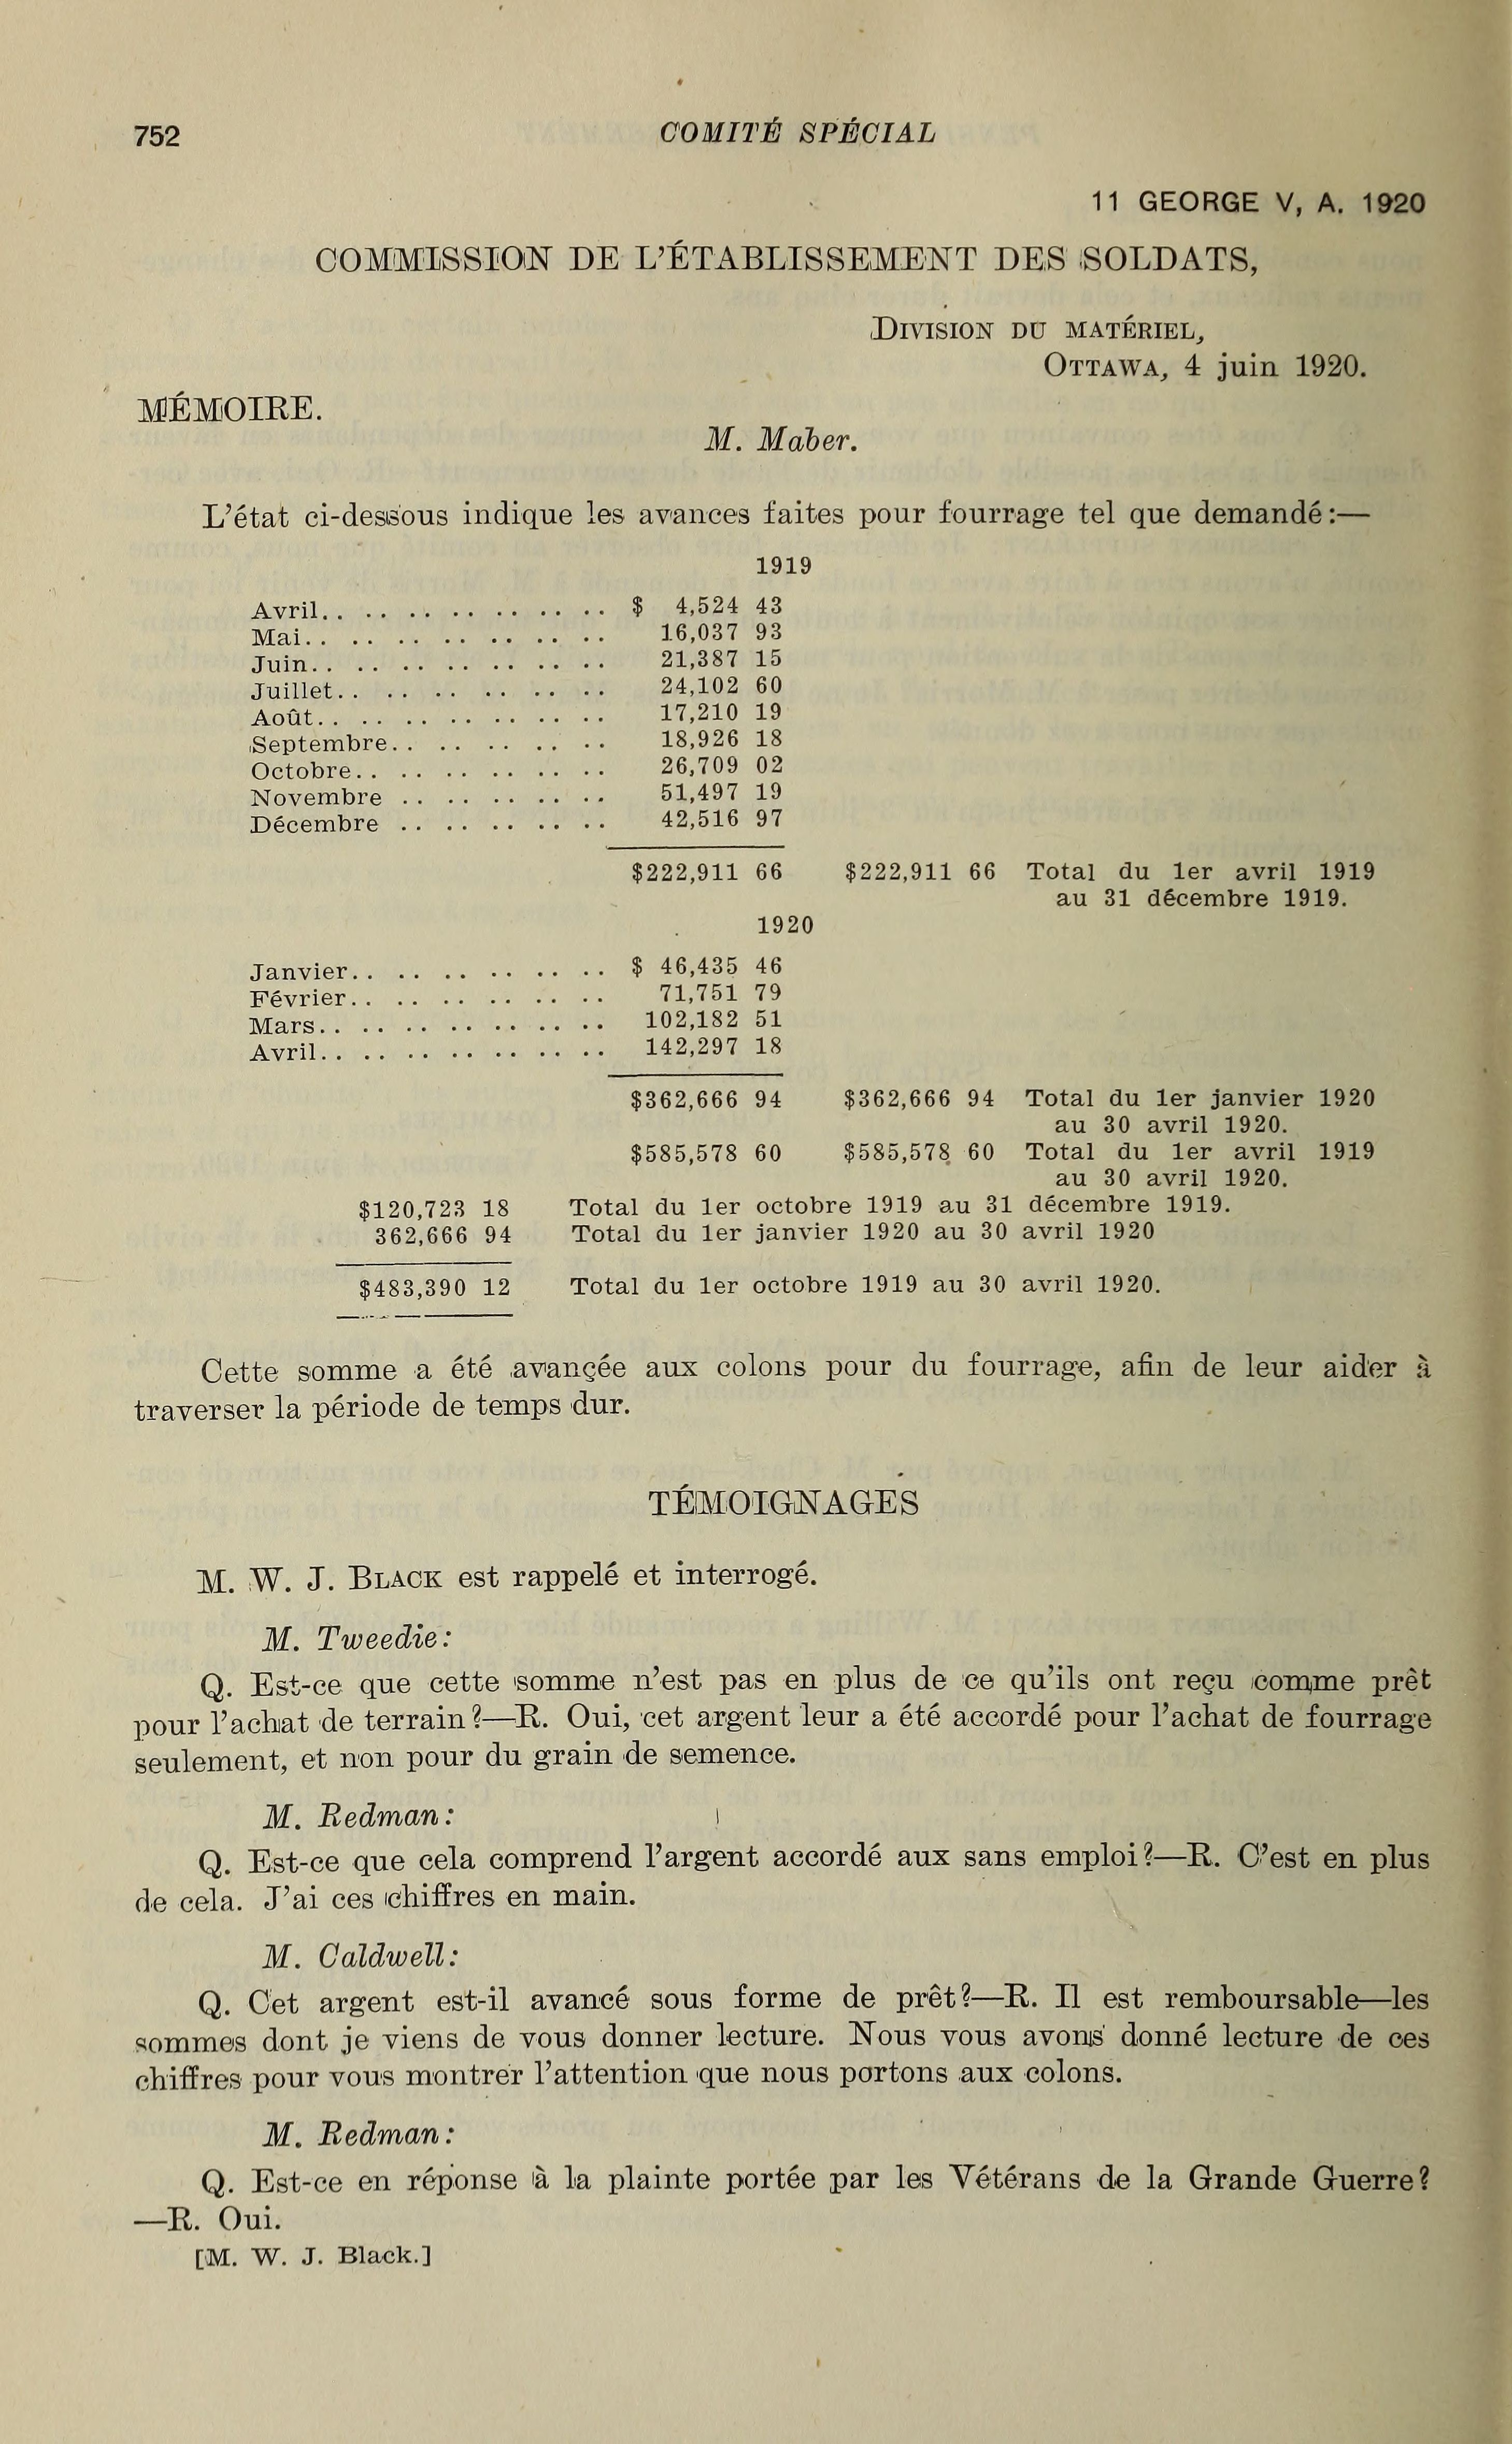 752
COMITÉ SPÉCIAL
11 GEORGE V, A. 1920
COMMISSION DE L'ÉTABLISSEMENT DES SOLDATS,
DIVISION DU MATÉRIEL,
OTTAWA, 4 juin 1920.
MÉMOIRE.
M. Maber.
L'état ci-dessous indique les avances faites pour fourrage tel que demandé:—
1919
Avril. . . . . . . . . . . . . . $ 4,524 43
Mai. . . . . . . . . . . . . . 16,037 93
Juin. . . . . . . . . . . . . . 21,387 15
Juillet. . . . . . . . . . . . 24,102 60
Août. . . . . . . . . . . . . . 17,210 19
Septembre. . . . . . . . . . 18,926 18
Octobre. . . . . . . . . . . . 26,709 02
Novembre . . . . . . . . . . 51,497 19
Décembre . . . . . . . . . . 42,516 97
$222,911 66 $222,911 66 Total du 1er avril 1919
au 31 décembre 1919.
1920
Janvier. . . . . . . . . . . . $ 46,435 46
Février. . . . . . . . . . . . 71,751 79
Mars. . . . . . . . . . . . . . 102,182 51
Avril. . . . . . . . . . . . . . 142,297 18
$362,666 94 $362,666 94 Total du 1er janvier 1920
au 30 avril 1920.
$585,578 60 $585,578 60 Total du 1er avril 1919
au 30 avril 1920.
$120,723 18 Total du 1er octobre 1919 au 31 décembre 1919.
362,666 94 Total du 1er janvier 1920 au 30 avril 1920
$483,390 12 Total du 1er octobre 1919 au 30 avril 1920.
Cette somme a été avançée aux colons pour du fourrage, afin de leur aider à
traverser la période de temps dur.
TÉMOIGNAGES
M. W. J. BLACK est rappelé et interrogé.
M. Tweedie:
Q. Est-ce que cette somme n'est pas en plus de ce qu'ils ont reçu comme prêt
pour l'achat de terrain?—R. Oui, cet argent leur a été accordé pour l'achat de fourrage
seulement, et non pour du grain de semence.
M. Redman:
Q. Est-ce que cela comprend l'argent accordé aux sans emploi?—R. C'est en plus
de cela. J'ai ces chiffres en main.
M. Caldwell:
Q. Cet argent est-il avancé sous forme de prêt?—R. Il est remboursable—les
sommes dont je viens de vous donner lecture. Nous vous avons donné lecture de ces
chiffres pour vous montrer l'attention que nous portons aux colons.
M. Redman:
Q. Est-ce en réponse à la plainte portée par les Vétérans de la Grande Guerre?
—R. Oui.
[M. W. J. Black.]